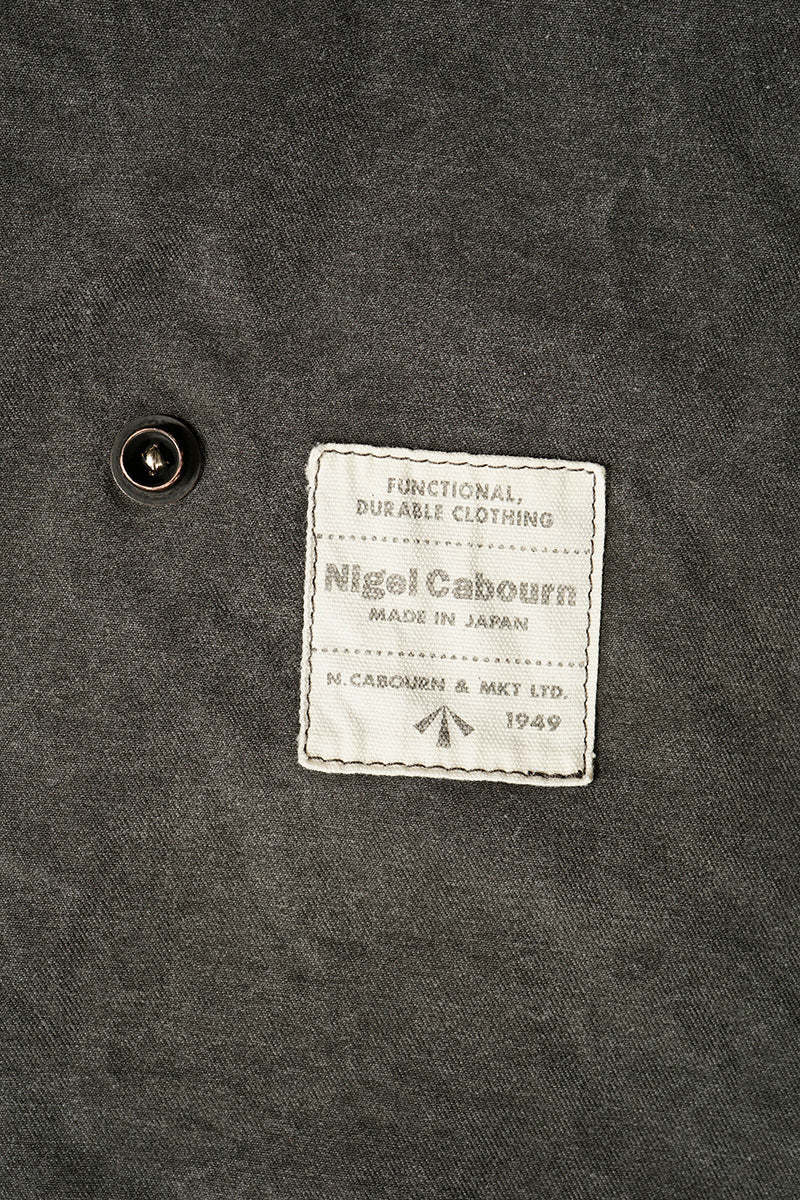 FUNCTIONAL,
DURABLE CLOTHING
Nigel Cabourn
MADE IN JAPAN
N.CABOURN & MKT LTD.
1949